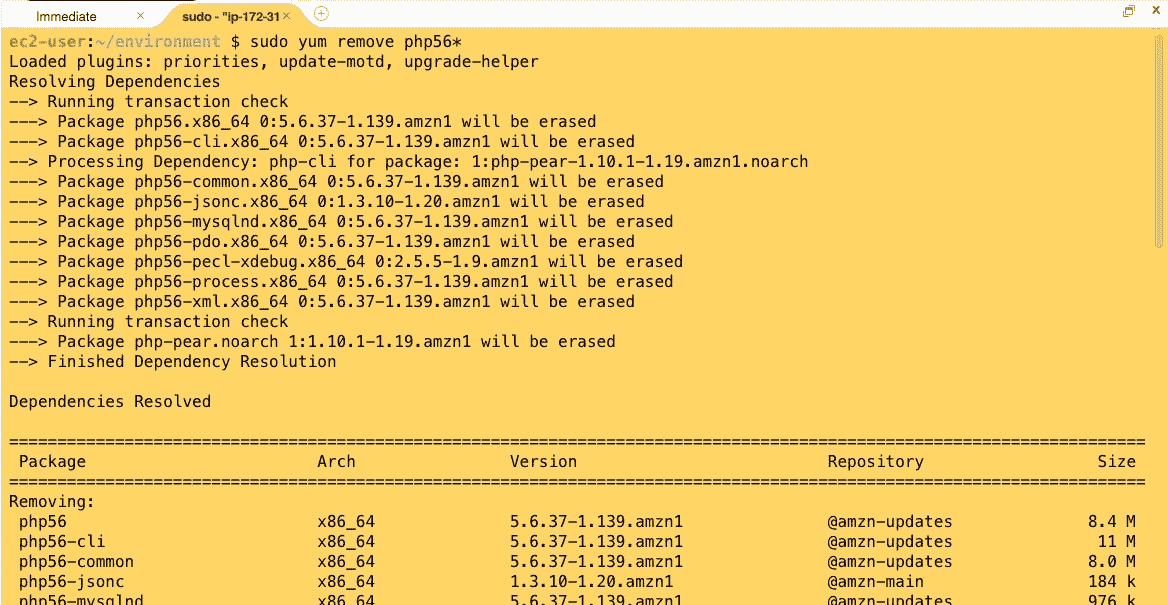 Immediate
sudo - "ip-172-31
ec2-user:~/environment $ sudo yum remove php56*
Loaded plugins: priorities, update-motd, upgrade-helper
Resolving Dependencies
--> Running transaction check
---> Package php56.x86_64 0:5.6.37-1.139.amzn1 will be erased
---> Package php56-cli.x86_64 0:5.6.37-1.139.amzn1 will be erased
--> Processing Dependency: php-cli for package: 1:php-pear-1.10.1-1.19.amzn1.noarch
---> Package php56-common.x86_64 0:5.6.37-1.139.amzn1 will be erased
---> Package php56-jsonc.x86_64 0:1.3.10-1.20.amzn1 will be erased
---> Package php56-mysqlnd.x86_64 0:5.6.37-1.139.amzn1 will be erased
---> Package php56-pdo.x86_64 0:5.6.37-1.139.amzn1 will be erased
---> Package php56-pecl-xdebug.x86_64 0:2.5.5-1.9.amzn1 will be erased
---> Package php56-process.x86_64 0:5.6.37-1.139.amzn1 will be erased
---> Package php56-xml.x86_64 0:5.6.37-1.139.amzn1 will be erased
--> Running transaction check
---> Package php-pear.noarch 1:1.10.1-1.19.amzn1 will be erased
--> Finished Dependency Resolution
Dependencies Resolved
================================================================================
Package Arch Version Repository Size
================================================================================
Removing:
php56 x86_64 5.6.37-1.139.amzn1 @amzn-updates 8.4 M
php56-cli x86_64 5.6.37-1.139.amzn1 @amzn-updates 11 M
php56-common x86_64 5.6.37-1.139.amzn1 @amzn-updates 8.0 M
php56-jsonc x86_64 1.3.10-1.20.amzn1 @amzn-main 184 k
php56-mysqlnd x86_64 5.6.37-1.139.amzn1 @amzn-updates 976 k